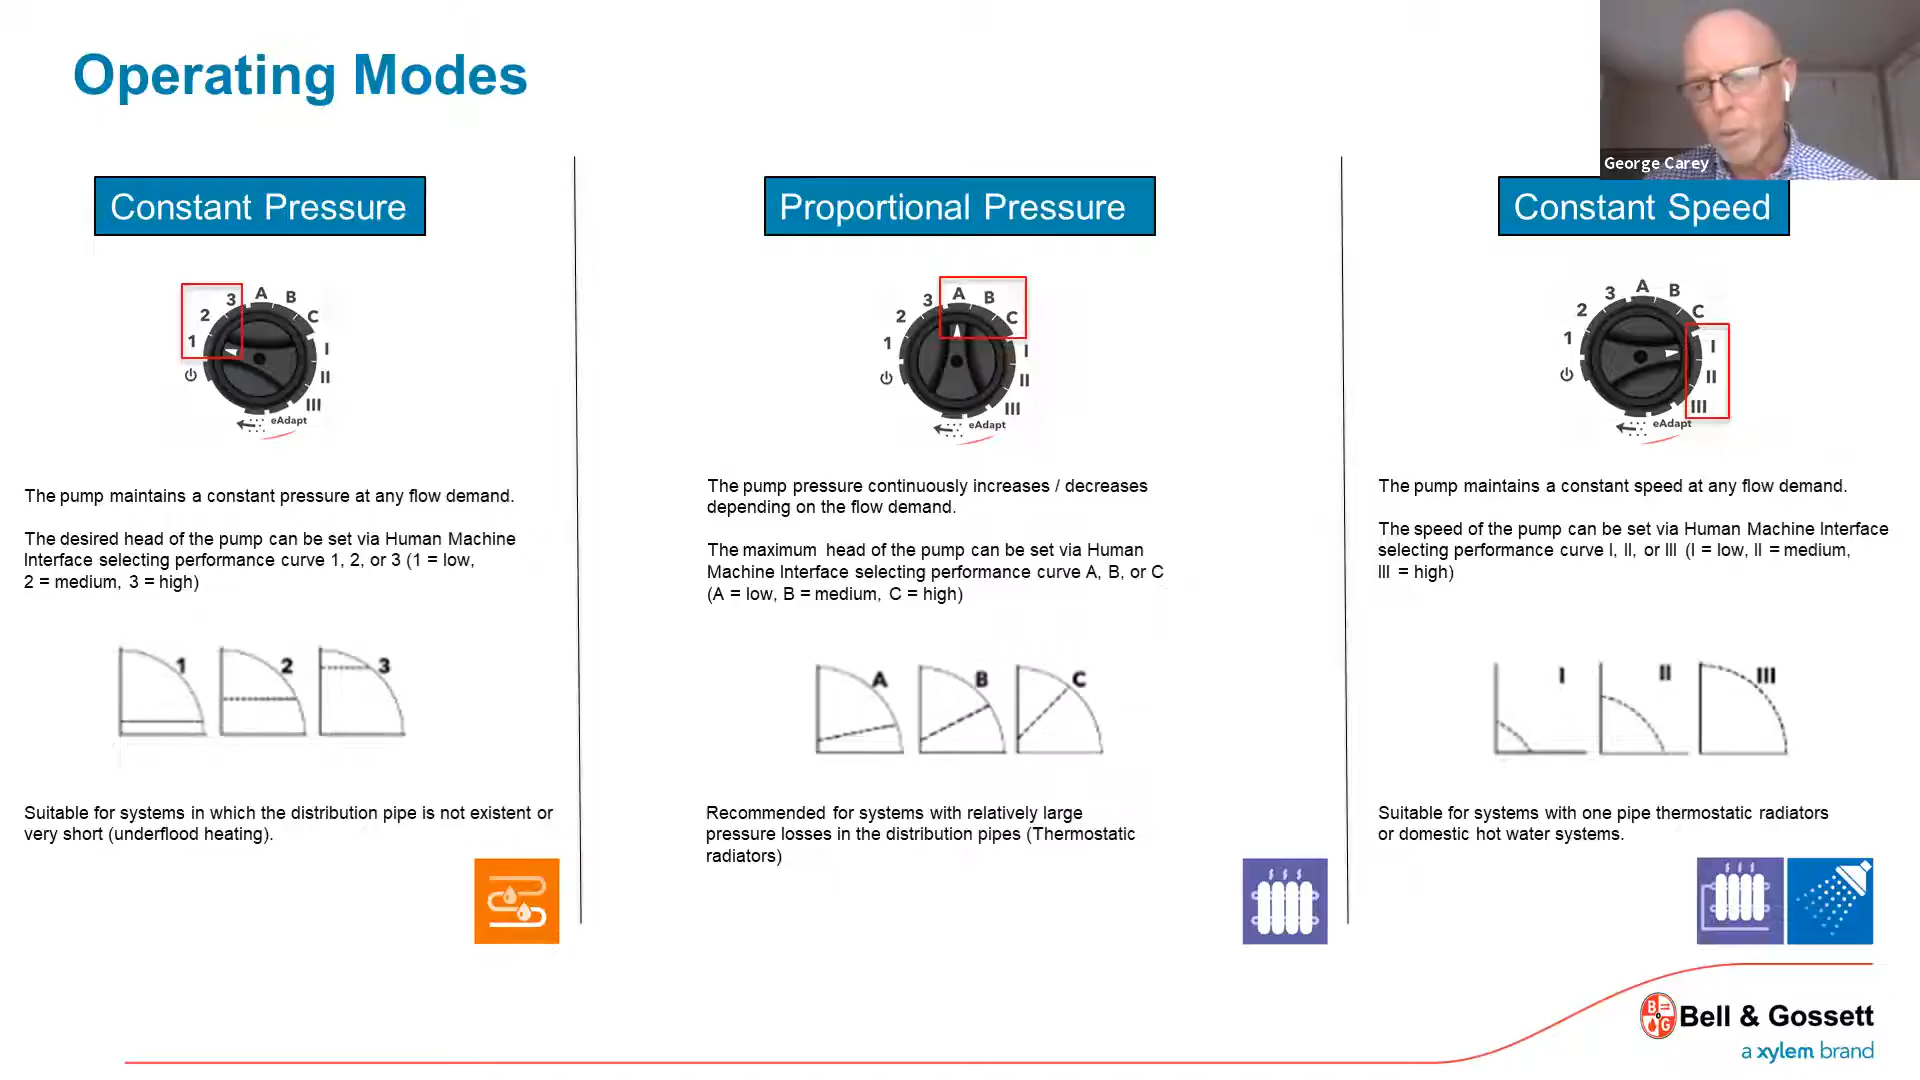 Operating Modes
George Carey
Constant Pressure
1
2
3
A
B
C
I
II
III
eAdapt
The pump maintains a constant pressure at any flow demand.
The desired head of the pump can be set via Human Machine
Interface selecting performance curve 1, 2, or 3 (1 = low,
2 = medium, 3 = high)
1
2
3
Suitable for systems in which the distribution pipe is not existent or
very short (underflood heating).
Proportional Pressure
1
2
3
A
B
C
I
II
III
eAdapt
The pump pressure continuously increases / decreases
depending on the flow demand.
The maximum head of the pump can be set via Human
Machine Interface selecting performance curve A, B, or C
(A = low, B = medium, C = high)
A
B
C
Recommended for systems with relatively large
pressure losses in the distribution pipes (Thermostatic
radiators)
Constant Speed
1
2
3
A
B
C
I
II
III
eAdapt
The pump maintains a constant speed at any flow demand.
The speed of the pump can be set via Human Machine Interface
selecting performance curve I, II, or III (I = low, II = medium,
III = high)
I
II
III
Suitable for systems with one pipe thermostatic radiators
or domestic hot water systems.
B
G
Bell & Gossett
a xylem brand